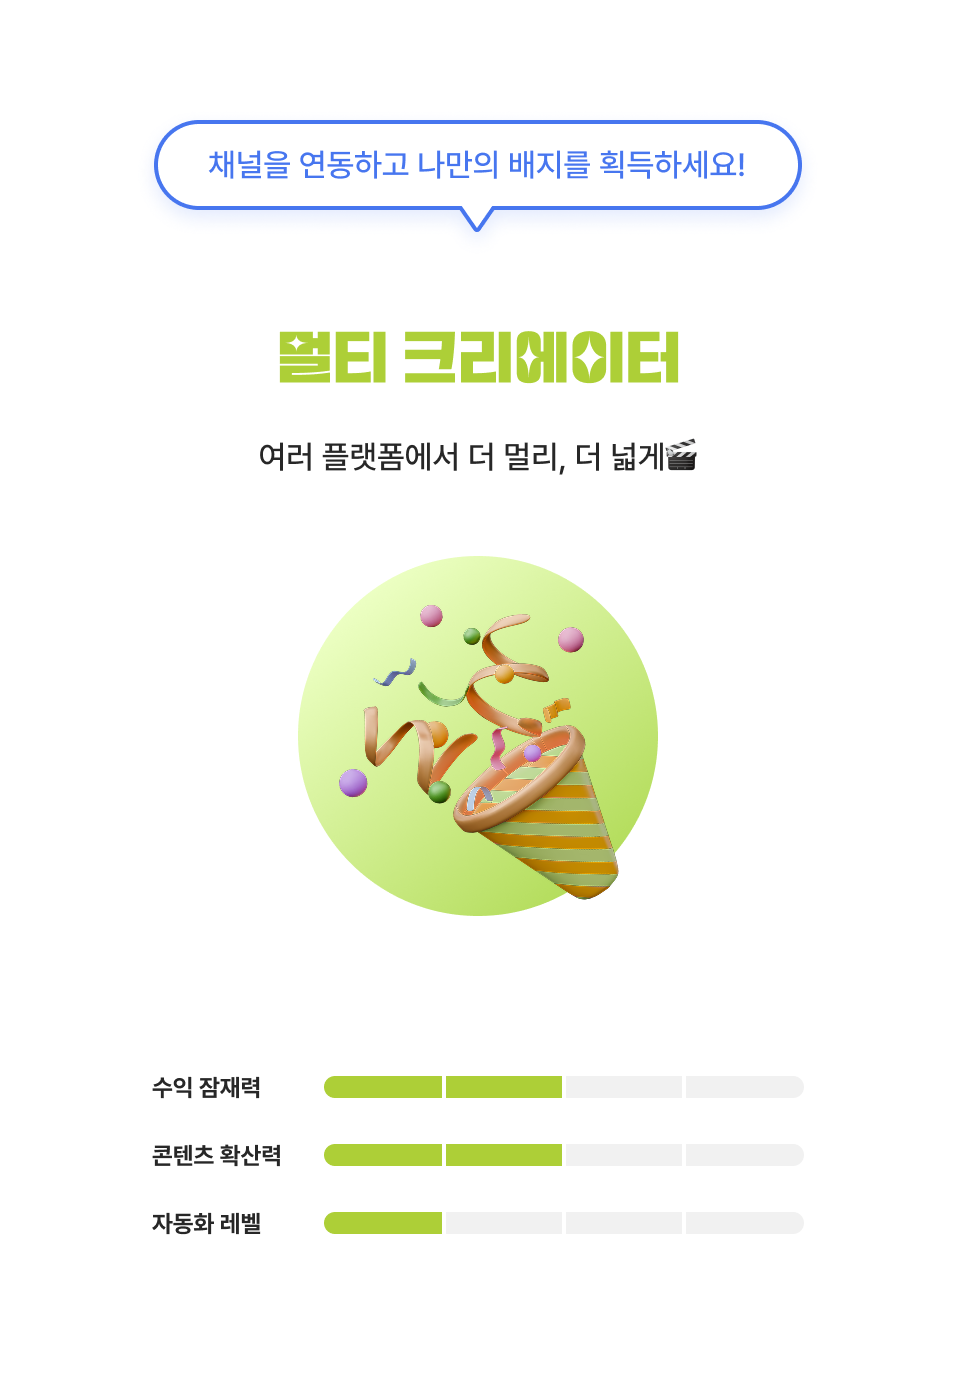 채널을 연동하고 나만의 배지를 획득하세요!
멀티 크리에이터
여러 플랫폼에서 더 멀리, 더 넓게🎬
수익 잠재력
콘텐츠 확산력
자동화 레벨